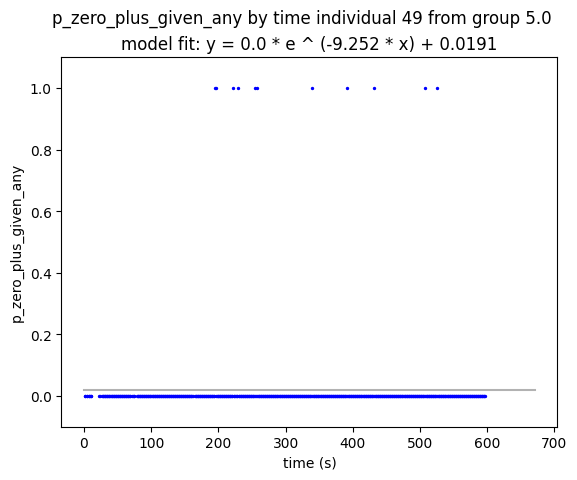 p_zero_plus_given_any by time individual 49 from group 5.0
model fit: y = 0.0 * e ^ (-9.252 * x) + 0.0191
1.0
0.8
0.6
0.4
0.2
0.0
p_zero_plus_given_any
0 100 200 300 400 500 600 700
time (s)